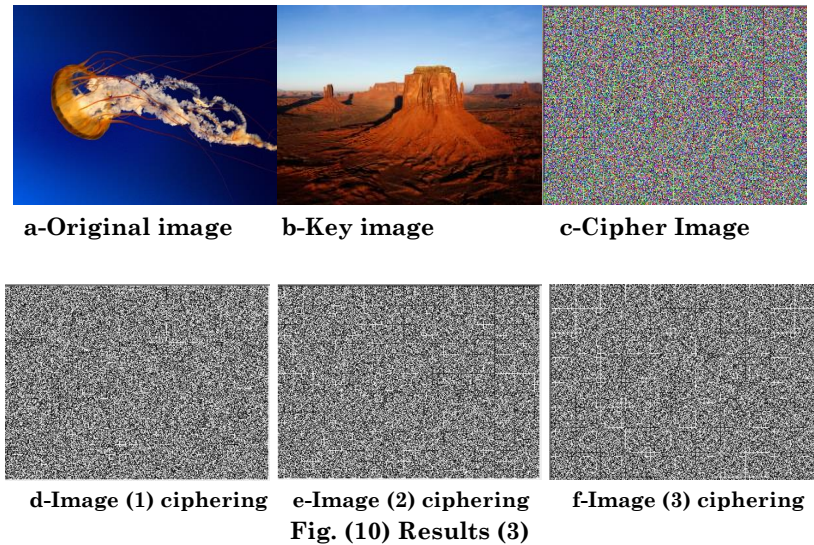 a-Original image b-Key image c-Cipher Image
d-Image (1) ciphering e-Image (2) ciphering f-Image (3) ciphering
Fig. (10) Results (3)